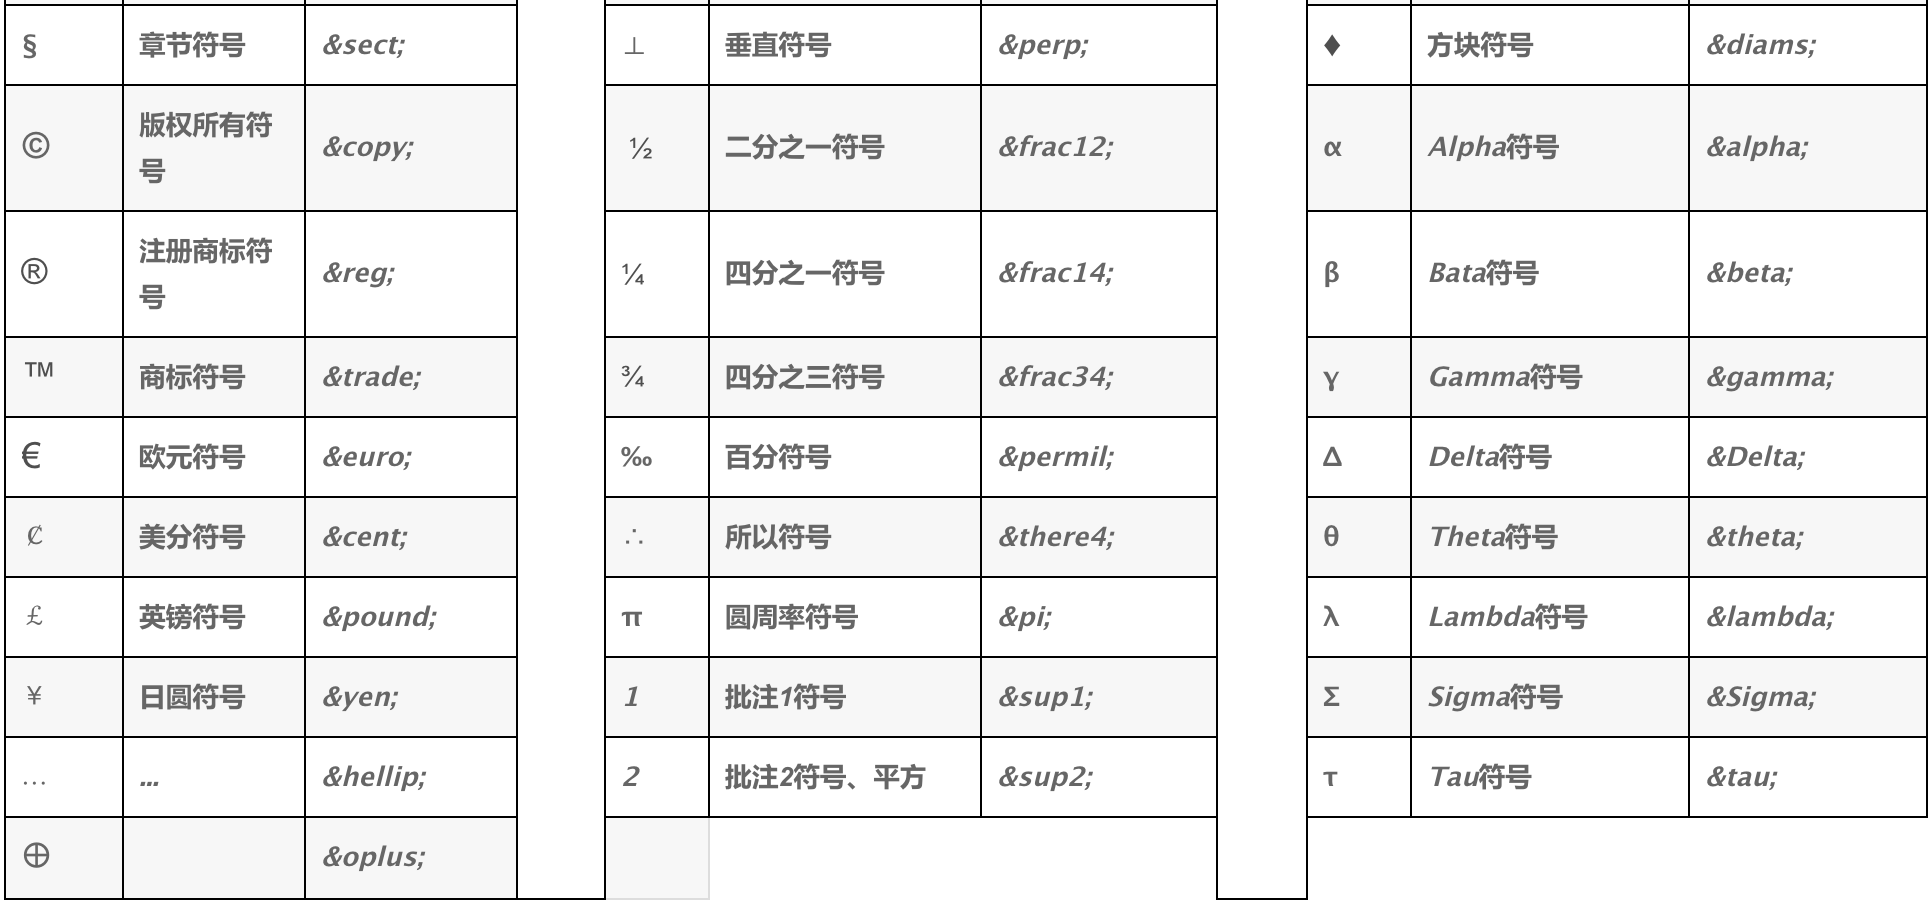 § 章节符号 &sect; ⊥ 垂直符号 &perp; ♦ 方块符号 &diams;
© 版权所有符
号 &copy; ½ 二分之一符号 &frac12; α Alpha符号 &alpha;
® 注册商标符
号 &reg; ¼ 四分之一符号 &frac14; β Bata符号 &beta;
™ 商标符号 &trade; ¾ 四分之三符号 &frac34; γ Gamma符号 &gamma;
€ 欧元符号 &euro; ‰ 百分符号 &permil; Δ Delta符号 &Delta;
₡ 美分符号 &cent; ∴ 所以符号 &there4; θ Theta符号 &theta;
£ 英镑符号 &pound; π 圆周率符号 &pi; λ Lambda符号 &lambda;
¥ 日圆符号 &yen; 1 批注1符号 &sup1; Σ Sigma符号 &Sigma;
… ... &hellip; 2 批注2符号、平方 &sup2; τ Tau符号 &tau;
⊕ &oplus;